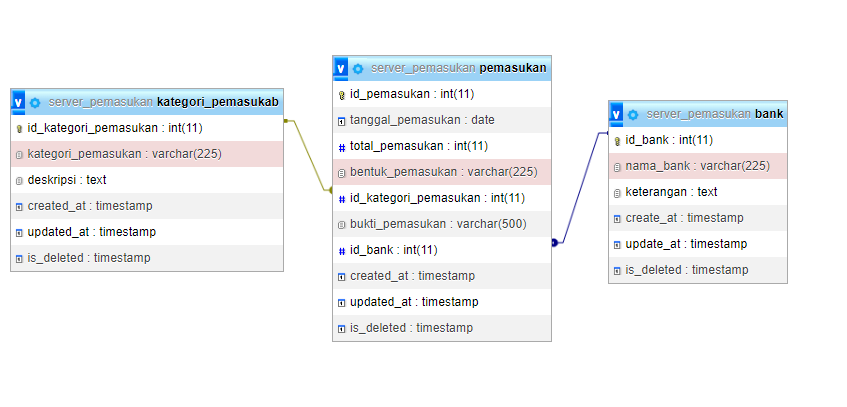 server_pemasukan kategori_pemasukab
id_kategori_pemasukan : int(11)
kategori_pemasukan : varchar(225)
deskripsi : text
created_at : timestamp
updated_at : timestamp
is_deleted : timestamp
server_pemasukan pemasukan
id_pemasukan : int(11)
tanggal_pemasukan : date
total_pemasukan : int(11)
bentuk_pemasukan : varchar(225)
id_kategori_pemasukan : int(11)
bukti_pemasukan : varchar(500)
id_bank : int(11)
created_at : timestamp
updated_at : timestamp
is_deleted : timestamp
server_pemasukan bank
id_bank : int(11)
nama_bank : varchar(225)
keterangan : text
create_at : timestamp
update_at : timestamp
is_deleted : timestamp